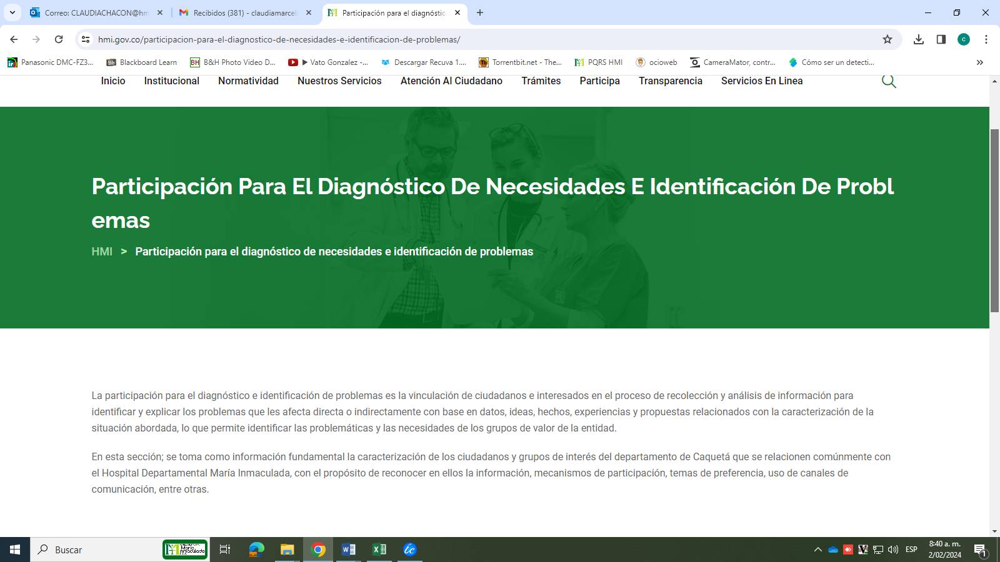 Correo: CLAUDIACHACON@hm
Recibidos (381) - claudiamarcel
Participación para el diagnóstic
hmi.gov.co/participacion-para-el-diagnostico-de-necesidades-e-identificacion-de-problemas/
c
Panasonic DMC-FZ3...
Bb Blackboard Learn
BH B&H Photo Video D...
▶ Vato Gonzalez -...
Descargar Recuva 1....
Tb Torrentbit.net - The...
PQRS HMI
ocioweb
CameraMator, contr...
Cómo ser un detecti...
Inicio Institucional Normatividad Nuestros Servicios Atención Al Ciudadano Trámites Participa Transparencia Servicios En Linea
Participación Para El Diagnóstico De Necesidades E Identificación De Probl
emas
HMI > Participación para el diagnóstico de necesidades e identificación de problemas
La participación para el diagnóstico e identificación de problemas es la vinculación de ciudadanos e interesados en el proceso de recolección y análisis de información para
identificar y explicar los problemas que les afecta directa o indirectamente con base en datos, ideas, hechos, experiencias y propuestas relacionados con la caracterización de la
situación abordada, lo que permite identificar las problemáticas y las necesidades de los grupos de valor de la entidad.
En esta sección; se toma como información fundamental la caracterización de los ciudadanos y grupos de interés del departamento de Caquetá que se relacionen comúnmente con
el Hospital Departamental María Inmaculada, con el propósito de reconocer en ellos la información, mecanismos de participación, temas de preferencia, uso de canales de
comunicación, entre otras.
Buscar
María
Inmaculada
ESP
8:40 a. m.
2/02/2024
1